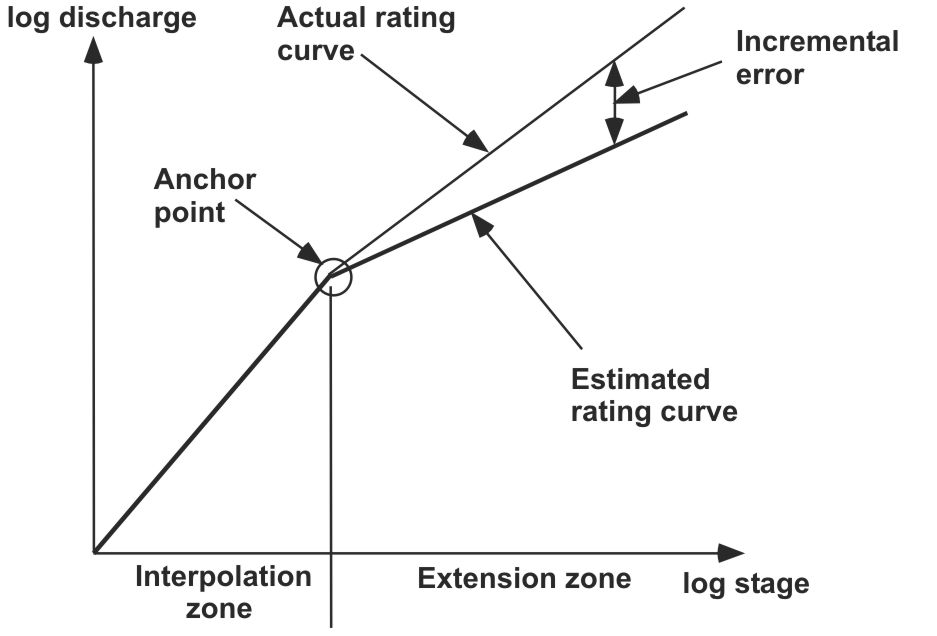 log discharge
Actual rating
curve
Incremental
error
Anchor
point
Estimated
rating curve
Interpolation
zone
Extension zone
log stage